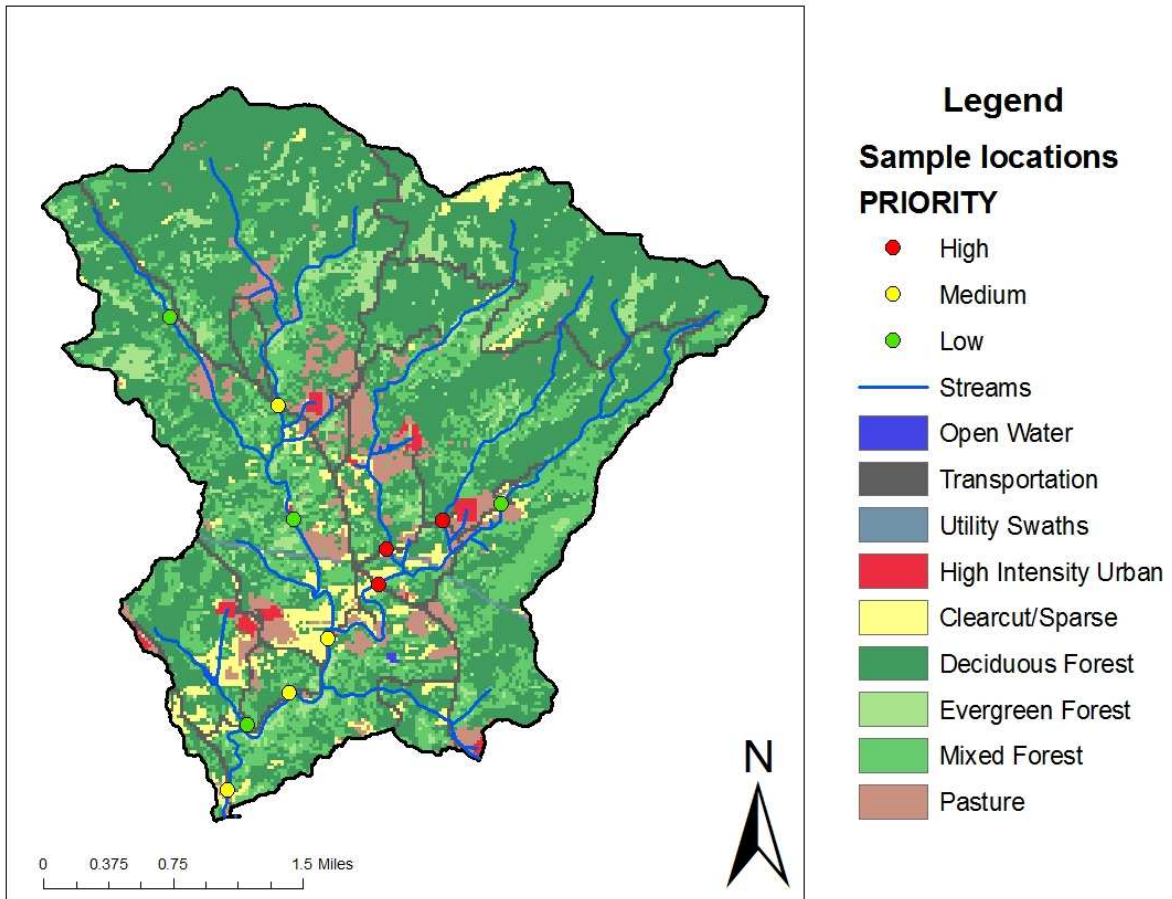 Legend
Sample locations
PRIORITY
High
Medium
Low
Streams
Open Water
Transportation
Utility Swaths
High Intensity Urban
Clearcut/Sparse
Deciduous Forest
Evergreen Forest
Mixed Forest
Pasture
N
0 0.375 0.75 1.5 Miles